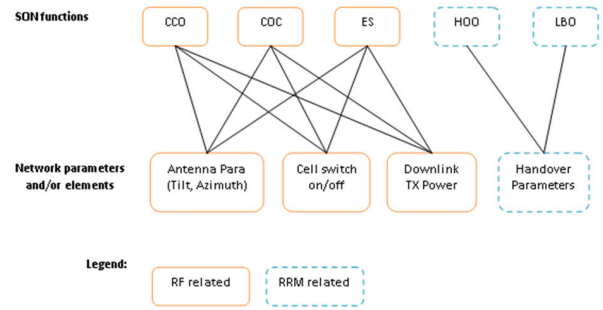 SON functions
CCO
COC
ES
HOO
LBO
Network parameters
and/or elements
Antenna Para
(Tilt, Azimuth)
Cell switch
on/off
Downlink
TX Power
Handover
Parameters
Legend:
RF related
RRM related